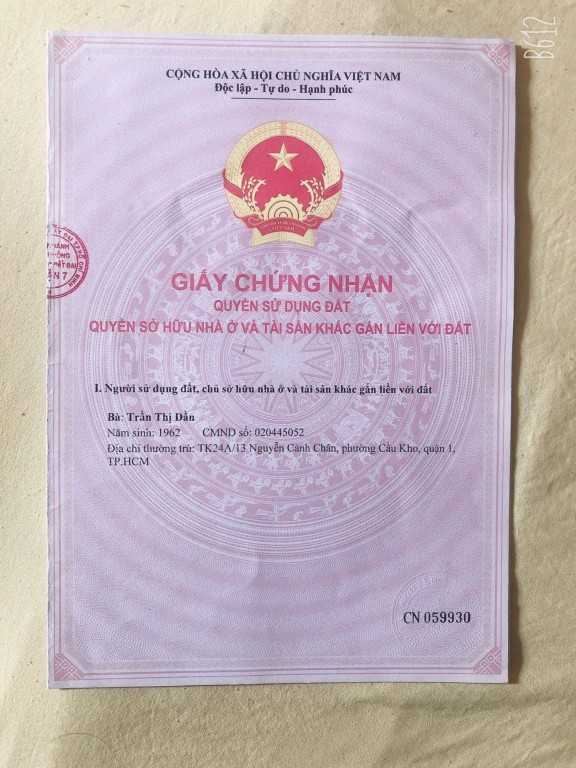 B612
CỘNG HÒA XÃ HỘI CHỦ NGHĨA VIỆT NAM
Độc lập - Tự do - Hạnh phúc
VIỆT NAM
GIẤY CHỨNG NHẬN
QUYỀN SỬ DỤNG ĐẤT
QUYỀN SỞ HỮU NHÀ Ở VÀ TÀI SẢN KHÁC GẮN LIỀN VỚI ĐẤT
I. Người sử dụng đất, chủ sở hữu nhà ở và tài sản khác gắn liền với đất
Bà: Trần Thị Dần
Năm sinh: 1962 CMND số: 020445052
Địa chỉ thường trú: TK24A/13 Nguyễn Cảnh Chân, phường Cầu Kho, quận 1,
TP.HCM
CN 059930